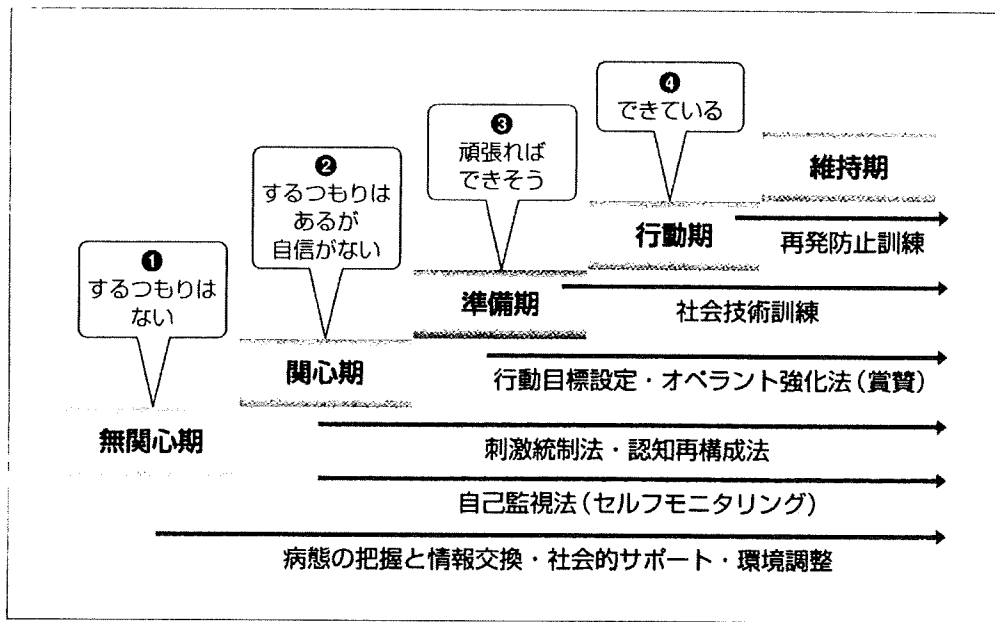 ❶
するつもりは
ない
❷
するつもりは
あるが
自信がない
❸
頑張れば
できそう
❹
できている
無関心期
関心期
準備期
行動期
維持期
再発防止訓練
社会技術訓練
行動目標設定・オペラント強化法（賞賛）
刺激統制法・認知再構成法
自己監視法（セルフモニタリング）
病態の把握と情報交換・社会的サポート・環境調整